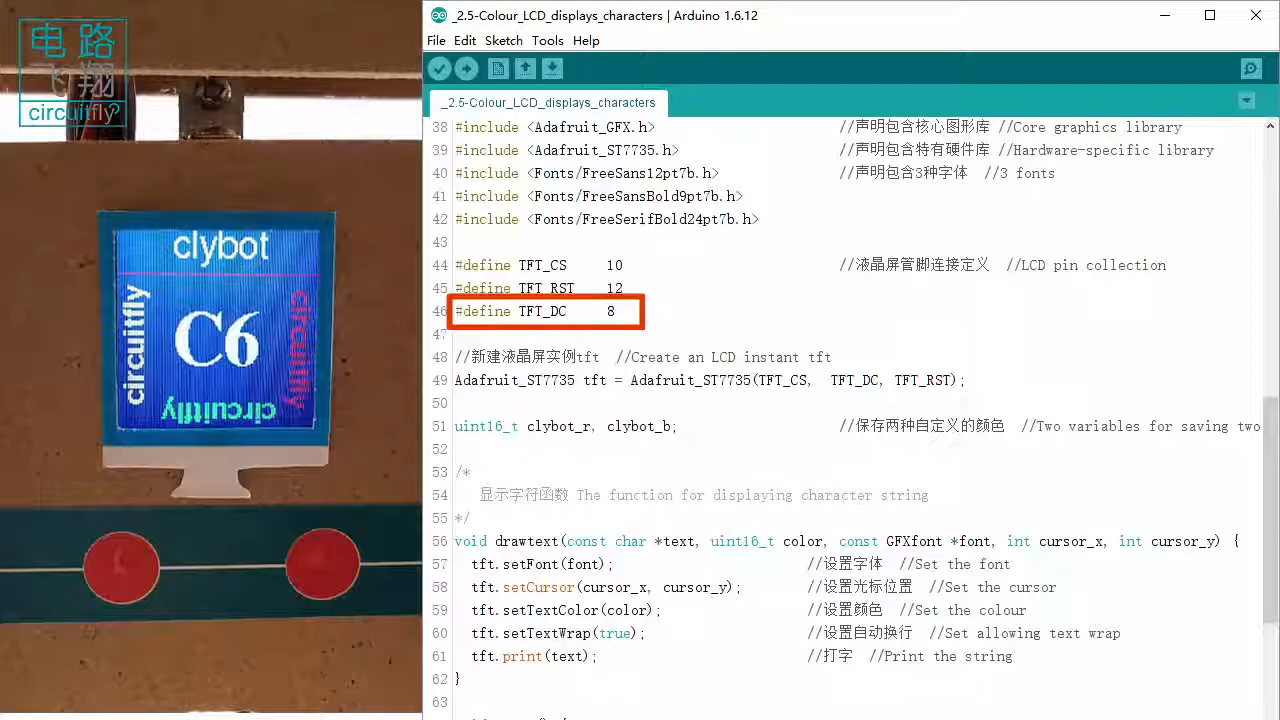 电路
飞翔
circuitfly
clybot
circuitfly
C6
circuitfly
circuitfly
_2.5-Colour_LCD_displays_characters | Arduino 1.6.12
File Edit Sketch Tools Help
_2.5-Colour_LCD_displays_characters
38 #include <Adafruit_GFX.h> //声明包含核心图形库 //Core graphics library
39 #include <Adafruit_ST7735.h> //声明包含特有硬件库 //Hardware-specific library
40 #include <Fonts/FreeSans12pt7b.h> //声明包含3种字体 //3 fonts
41 #include <Fonts/FreeSansBold9pt7b.h>
42 #include <Fonts/FreeSerifBold24pt7b.h>
43
44 #define TFT_CS 10 //液晶屏管脚连接定义 //LCD pin collection
45 #define TFT_RST 12
46 #define TFT_DC 8
47
48 //新建液晶屏实例tft //Create an LCD instant tft
49 Adafruit_ST7735 tft = Adafruit_ST7735(TFT_CS, TFT_DC, TFT_RST);
50
51 uint16_t clybot_r, clybot_b; //保存两种自定义的颜色 //Two variables for saving two
52
53 /*
54 显示字符函数 The function for displaying character string
55 */
56 void drawtext(const char *text, uint16_t color, const GFXfont *font, int cursor_x, int cursor_y) {
57 tft.setFont(font); //设置字体 //Set the font
58 tft.setCursor(cursor_x, cursor_y); //设置光标位置 //Set the cursor
59 tft.setTextColor(color); //设置颜色 //Set the colour
60 tft.setTextWrap(true); //设置自动换行 //Set allowing text wrap
61 tft.print(text); //打字 //Print the string
62 }
63